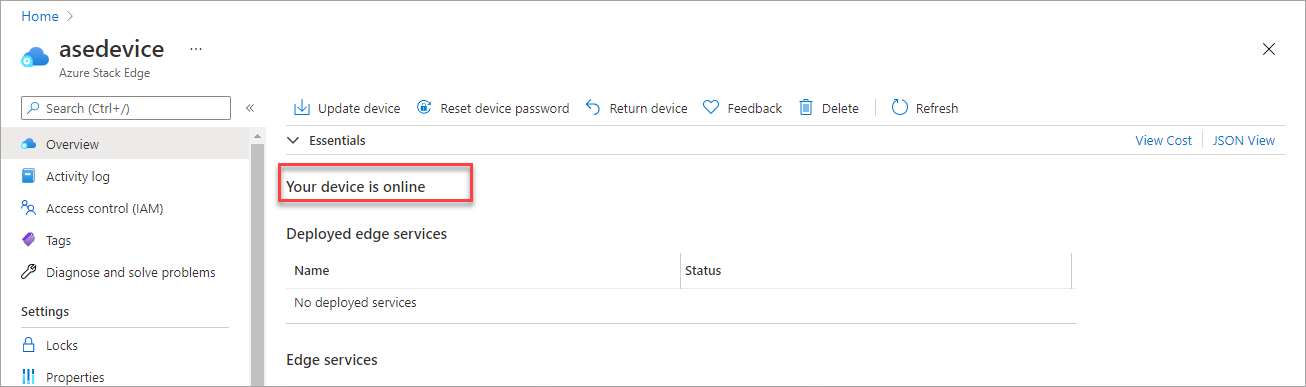 Home >
asedevice ...
Azure Stack Edge
Search (Ctrl+/) «
Overview
Activity log
Access control (IAM)
Tags
Diagnose and solve problems
Settings
Locks
Properties
Update device Reset device password Return device Feedback Delete Refresh
Essentials View Cost JSON View
Your device is online
Deployed edge services
Name Status
No deployed services
Edge services